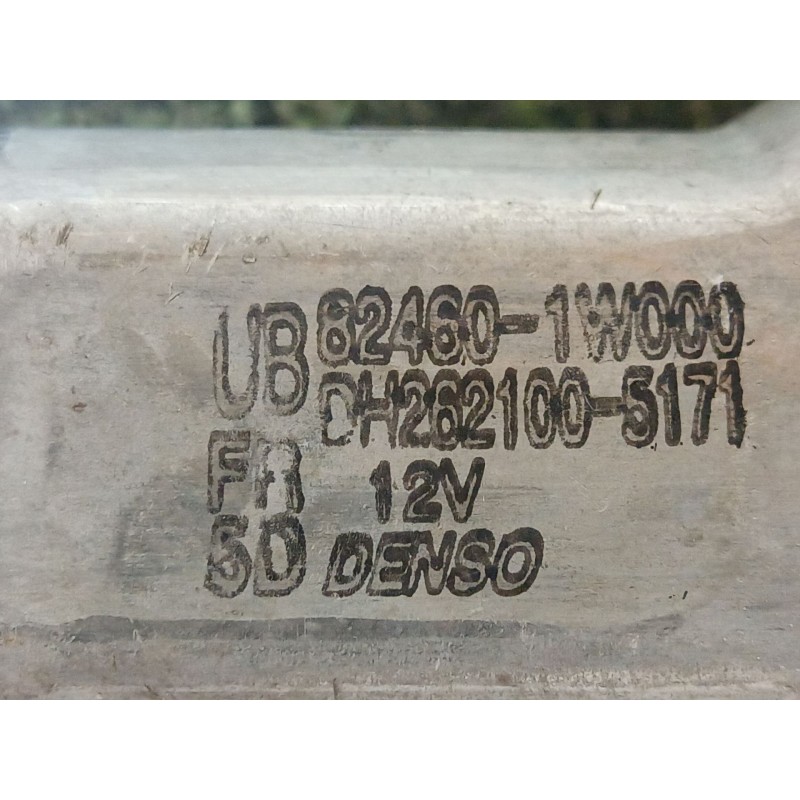 UB 82460-1W000
DH262100-5171
FR 12V
5D DENSO